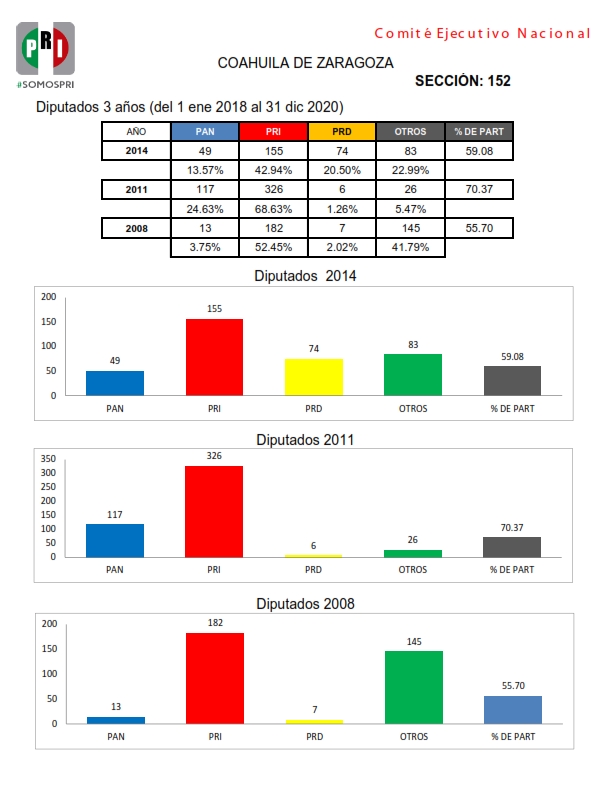 PRI
#SOMOSPRI
Comité Ejecutivo Nacional
COAHUILA DE ZARAGOZA
SECCIÓN: 152
Diputados 3 años (del 1 ene 2018 al 31 dic 2020)
AÑO PAN PRI PRD OTROS % DE PART
2014 49 155 74 83 59.08
13.57% 42.94% 20.50% 22.99%
2011 117 326 6 26 70.37
24.63% 68.63% 1.26% 5.47%
2008 13 182 7 145 55.70
3.75% 52.45% 2.02% 41.79%
Diputados 2014
200
150
100
50
0
49 155 74 83 59.08
PAN PRI PRD OTROS % DE PART
Diputados 2011
350
300
250
200
150
100
50
0
117 326 6 26 70.37
PAN PRI PRD OTROS % DE PART
Diputados 2008
200
150
100
50
0
13 182 7 145 55.70
PAN PRI PRD OTROS % DE PART